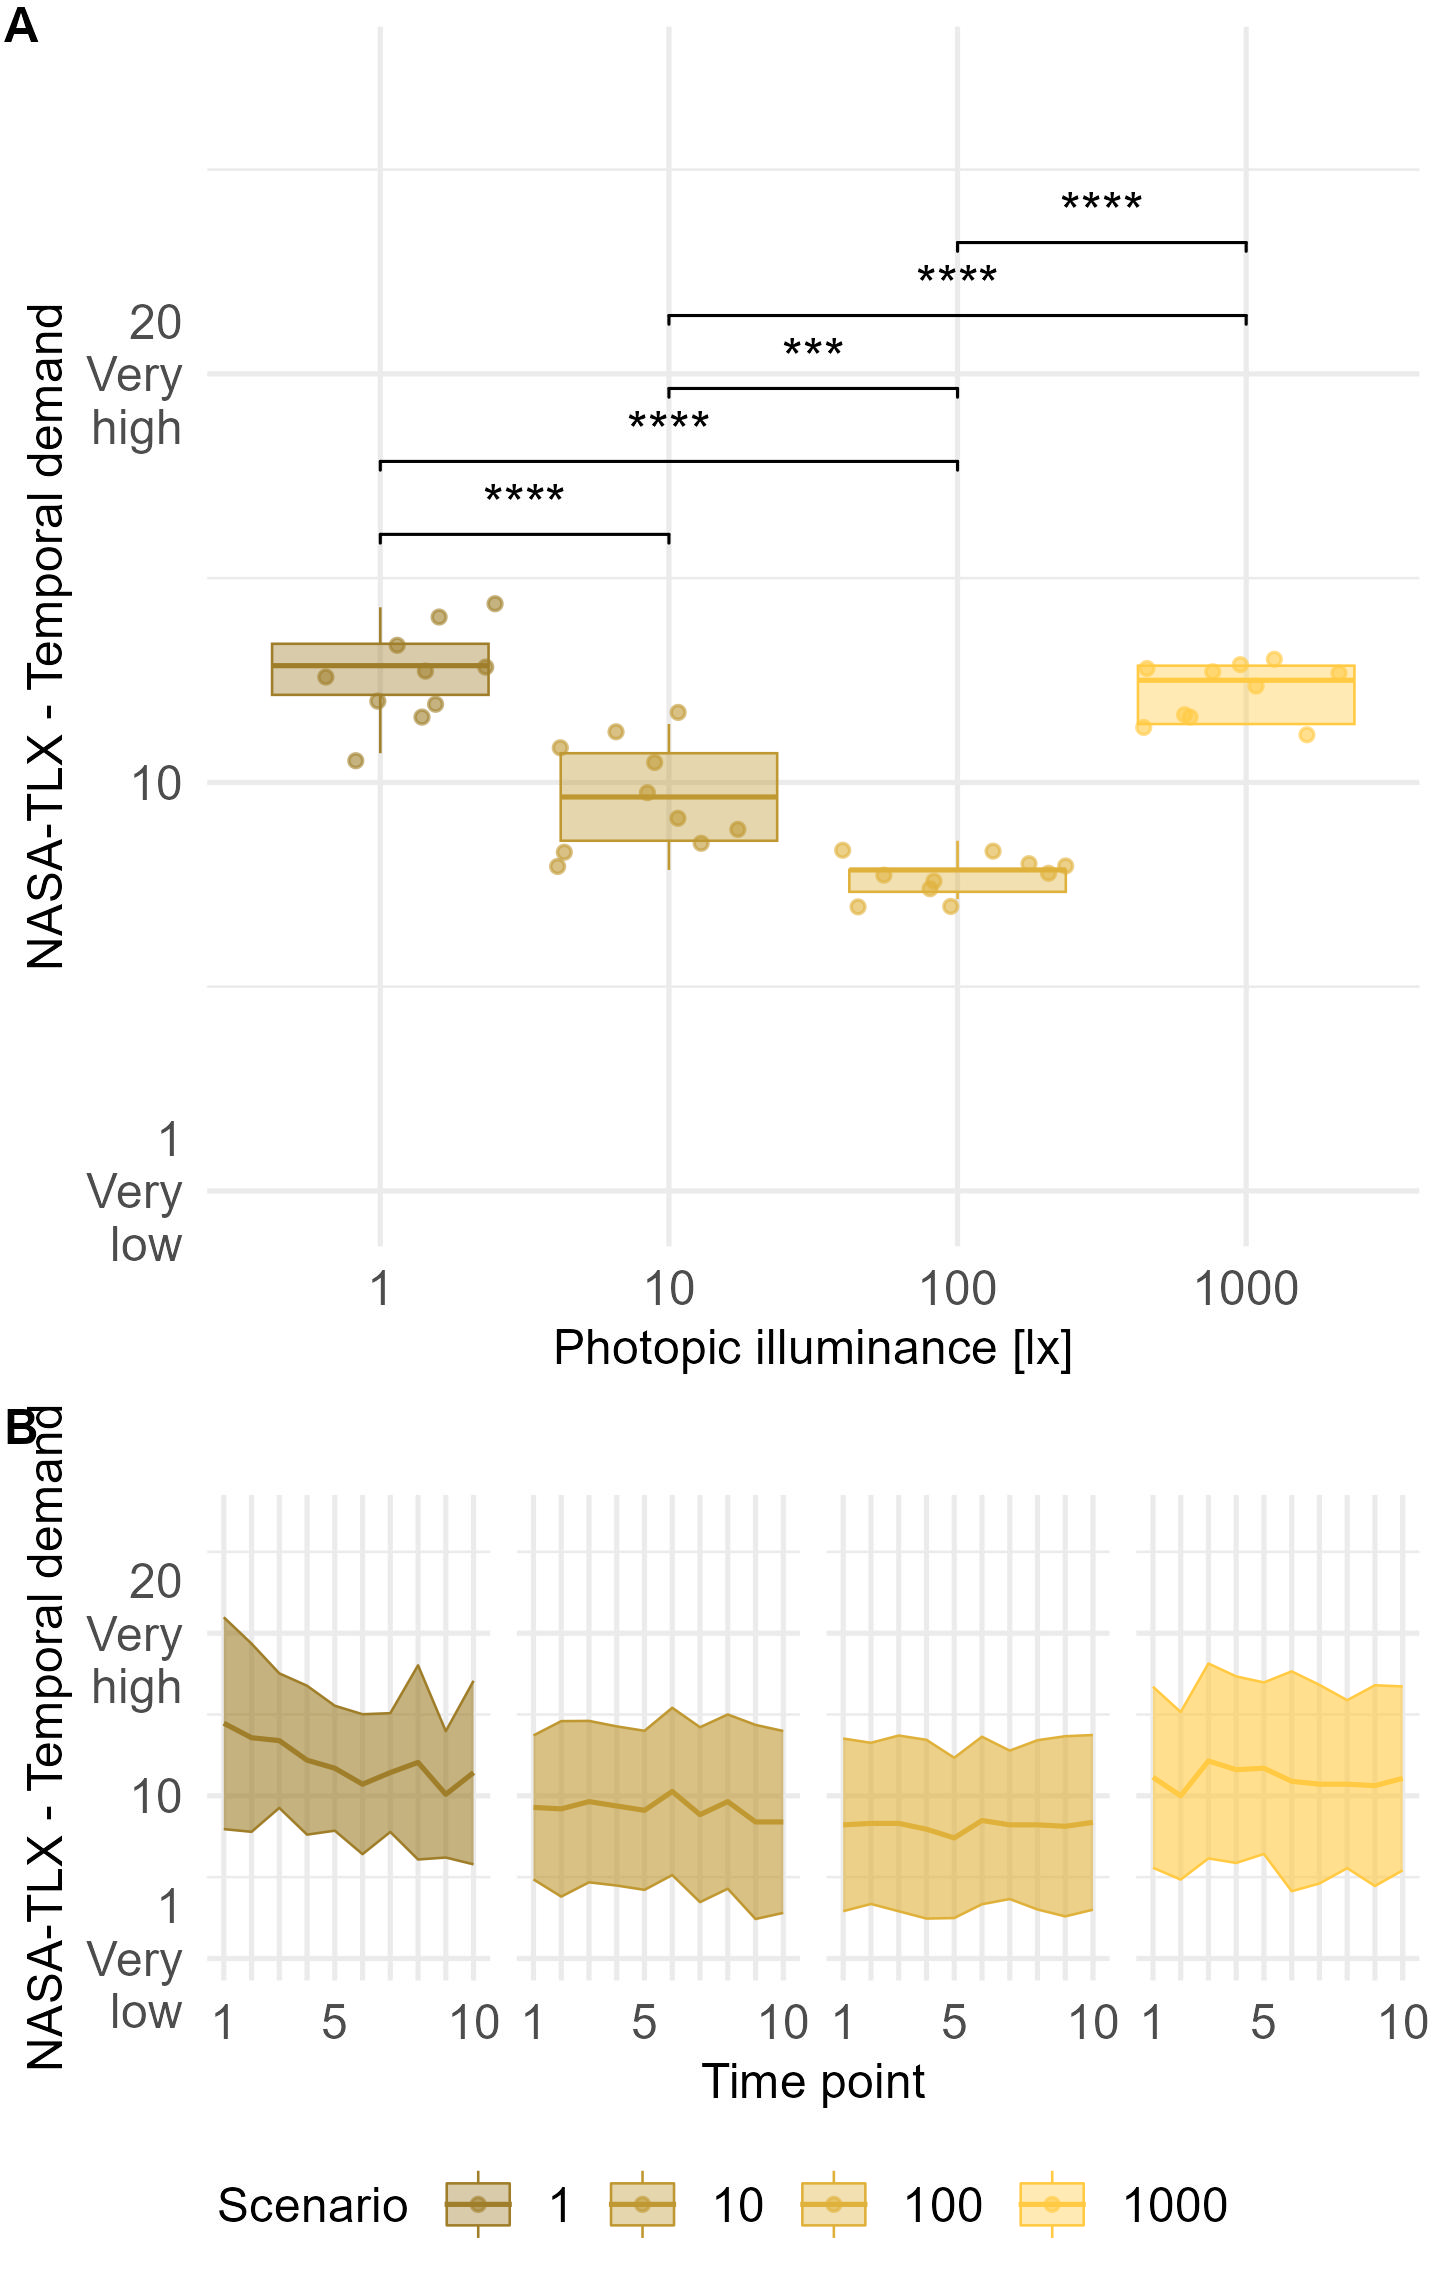 A
NASA-TLX - Temporal demand
****
****
***
****
****
20
Very
high
10
1
Very
low
1 10 100 1000
Photopic illuminance [lx]
B
NASA-TLX - Temporal demand
20
Very
high
10
1
Very
low
1 5 10 1 5 10 1 5 10 1 5 10
Time point
Scenario 1 10 100 1000